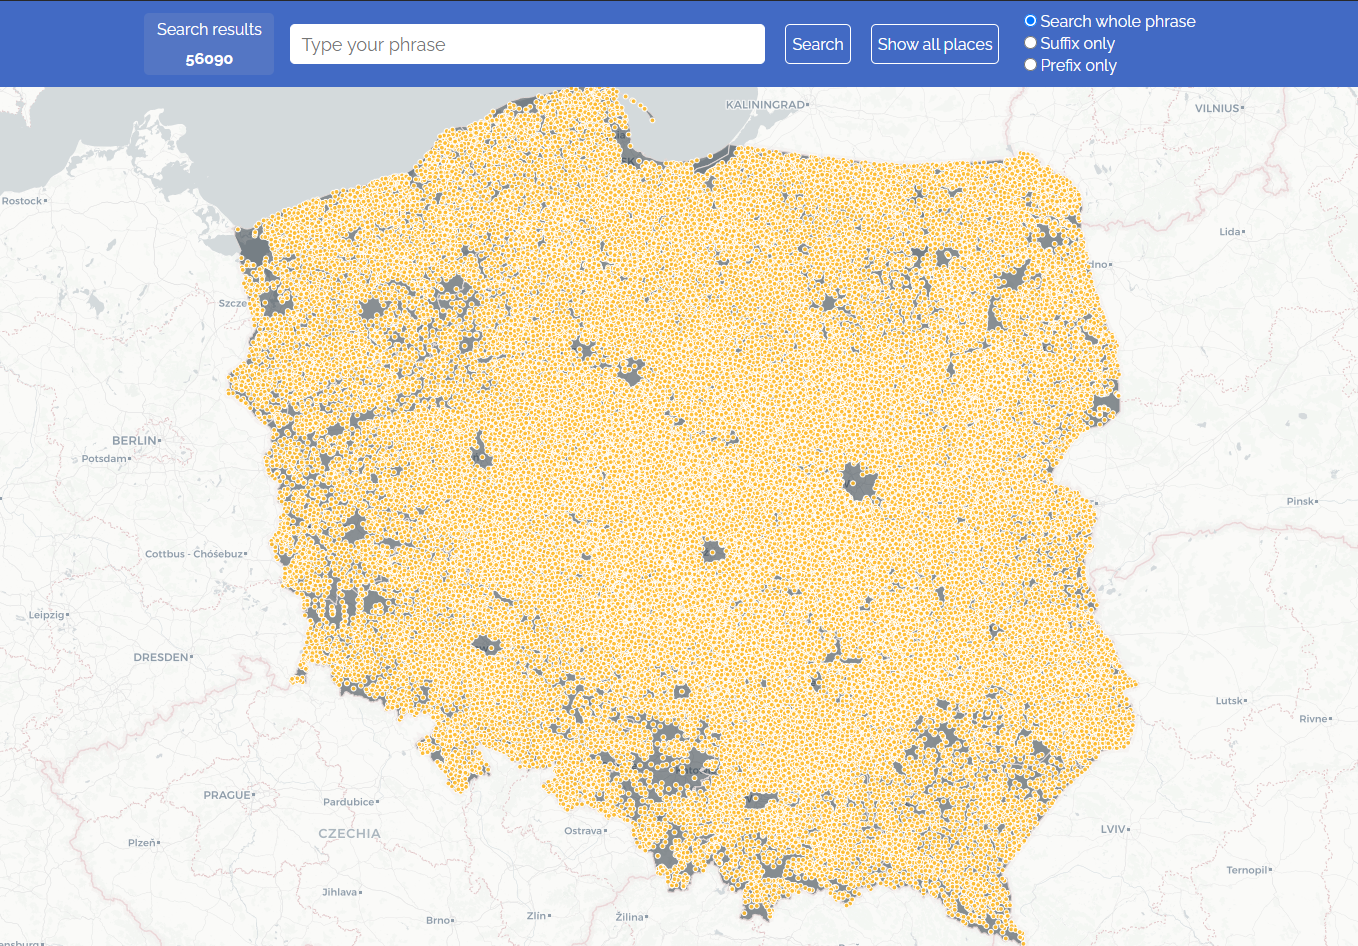 Search results
56090
Type your phrase
Search
Show all places
Search whole phrase
Suffix only
Prefix only
KALININGRAD
VILNIUS
Rostock
Lida
dno
Szcze
BERLIN
Potsdam
Pinsk
Cottbus - Chóśebuz
Leipzig
DRESDEN
Lutsk
Rivne
PRAGUE
Pardubice
CZECHIA
Ostrava
LVIV
Plzeň
Ternopil
Jihlava
Brno
Zlín
Žilina
ensburg